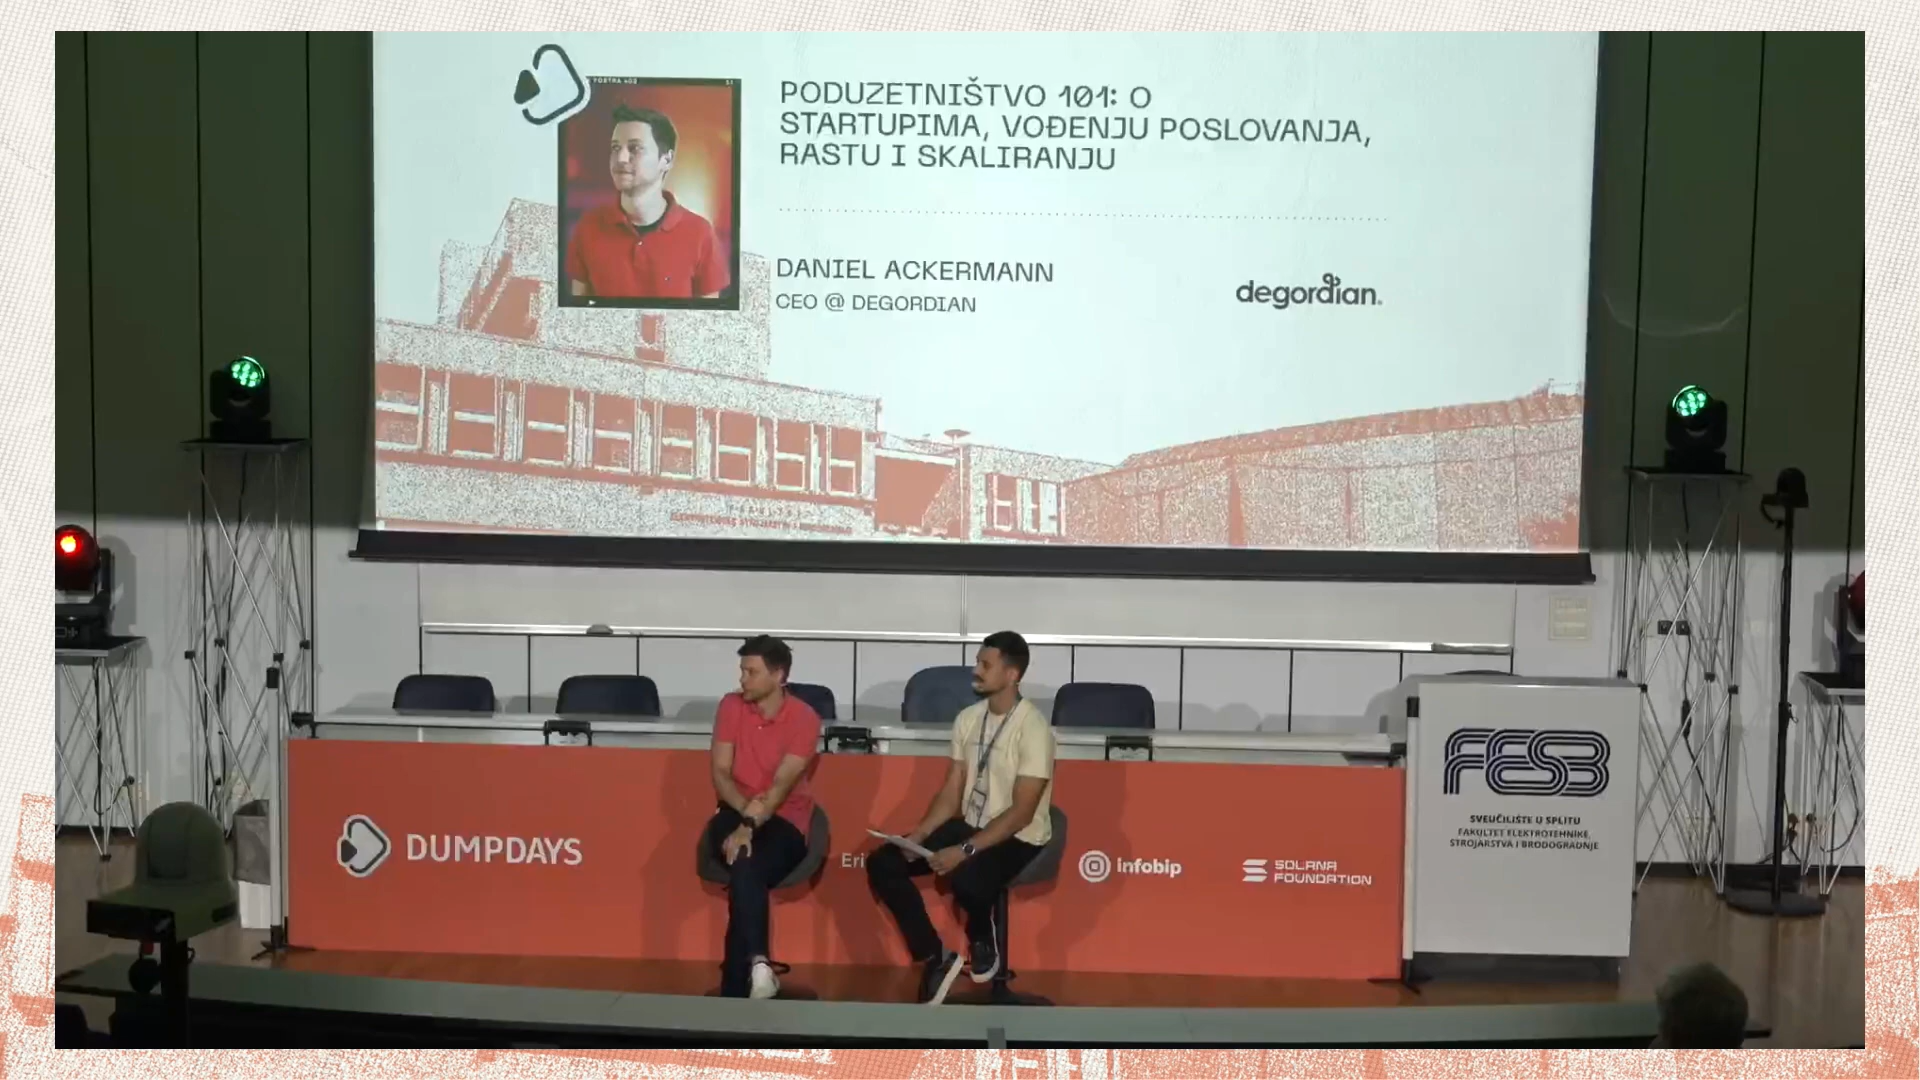 PODUZETNIŠTVO 101: O
STARTUPIMA, VOĐENJU POSLOVANJA,
RASTU I SKALIRANJU
DANIEL ACKERMANN
CEO @ DEGORDIAN
degordian.
DUMPDAYS
infobip
SOLANA
FOUNDATION
FESB
SVEUČILIŠTE U SPLITU
FAKULTET ELEKTROTEHNIKE,
STROJARSTVA I BRODOGRADNJE